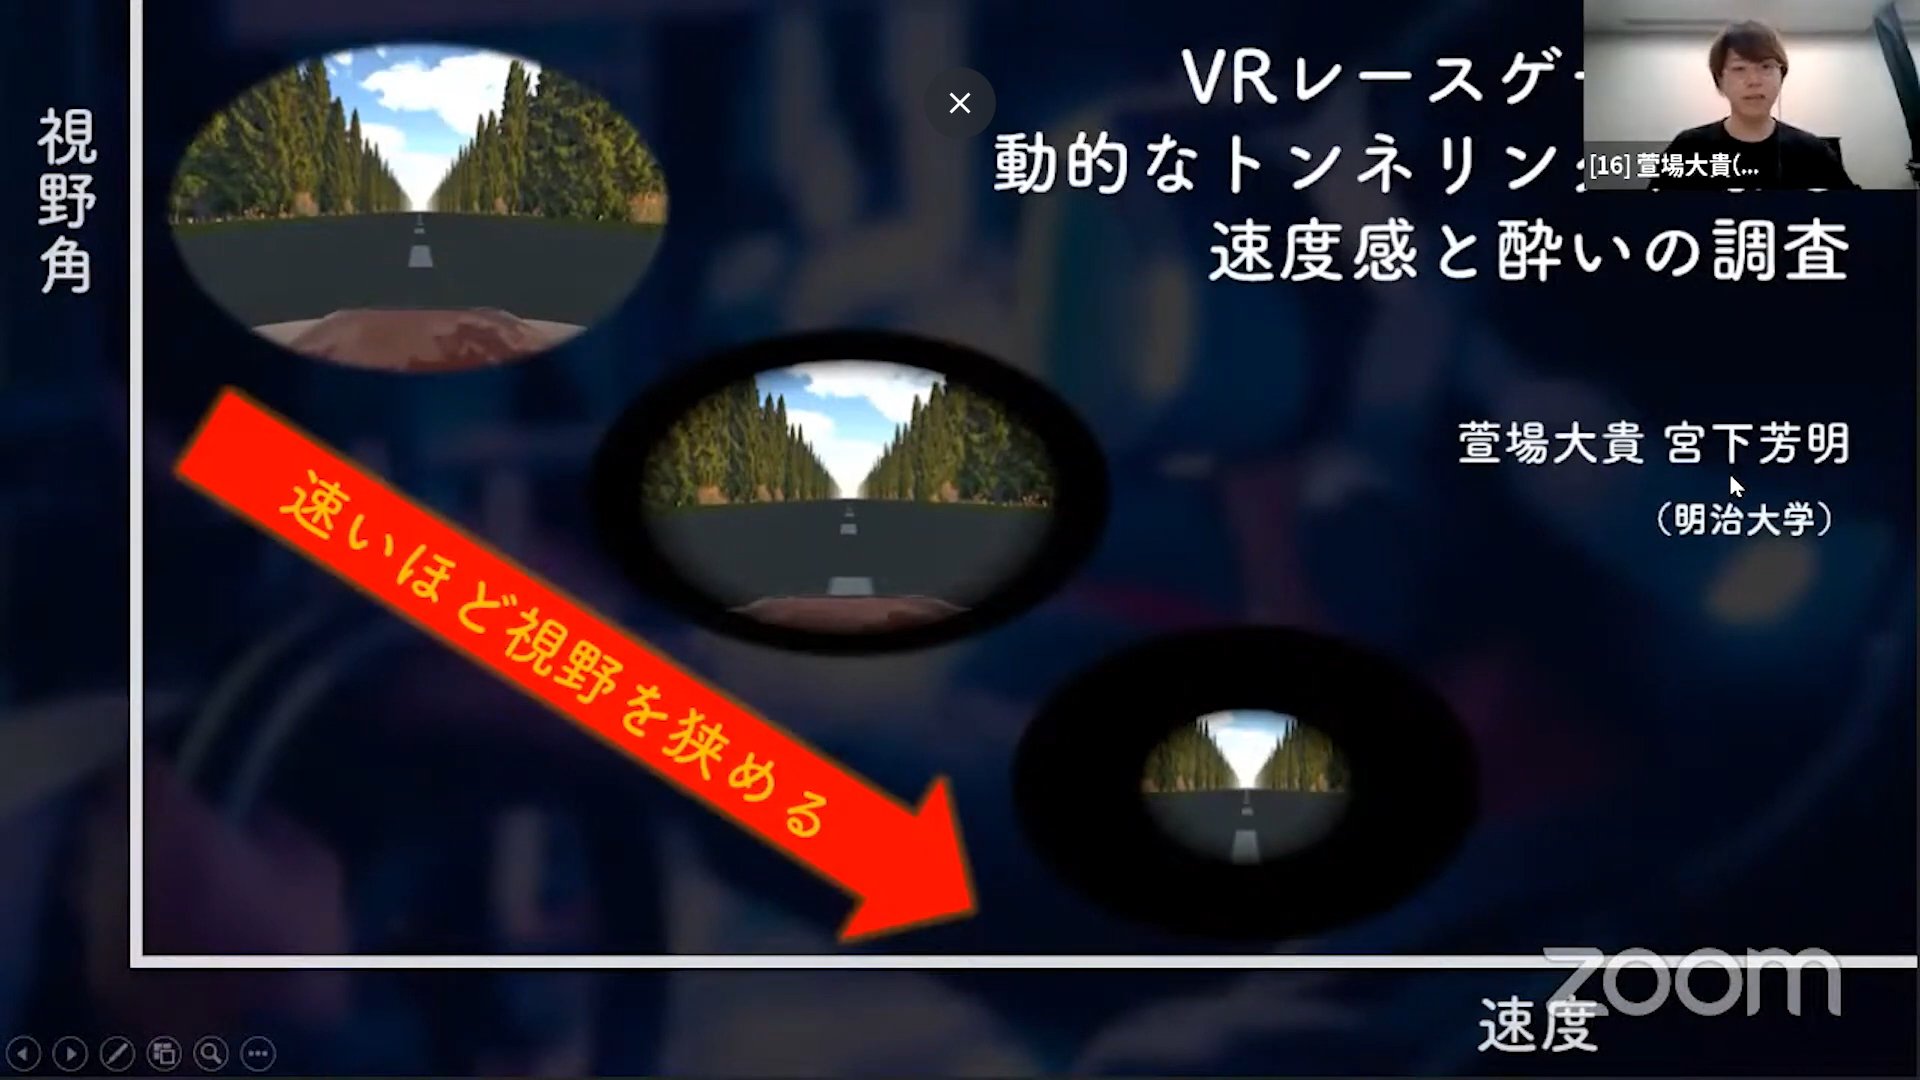 視野角
VRレースゲー
動的なトンネリン
速度感と酔いの調査
[16] 萱場大貴(...
萱場大貴 宮下芳明
(明治大学)
速いほど視野を狭める
速度
zoom